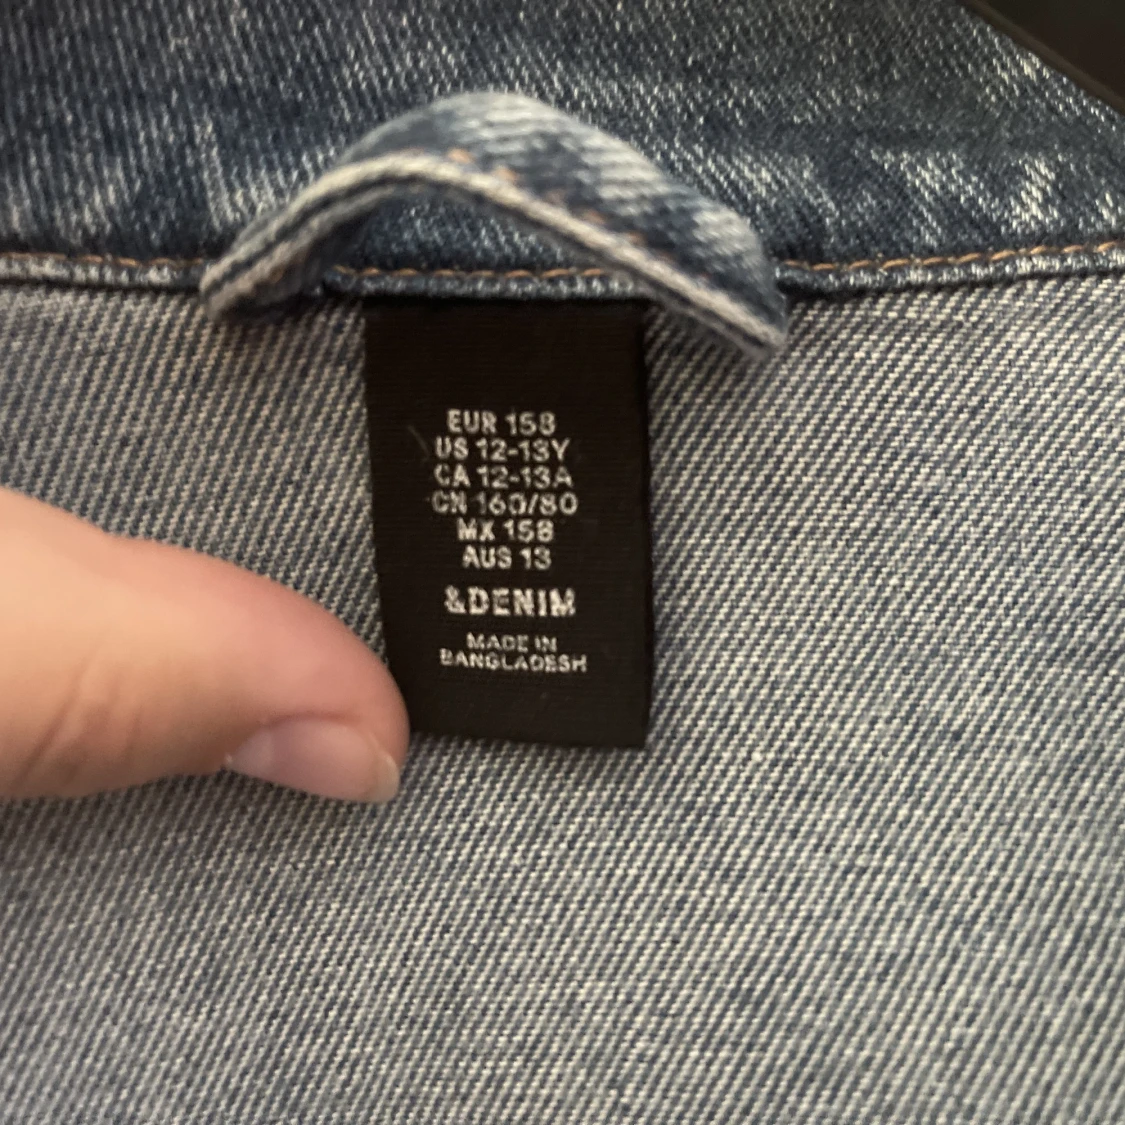 EUR 158
US 12-13Y
CA 12-13A
CN 160/80
MX 158
AUS 13
&DENIM
MADE IN
BANGLADESH